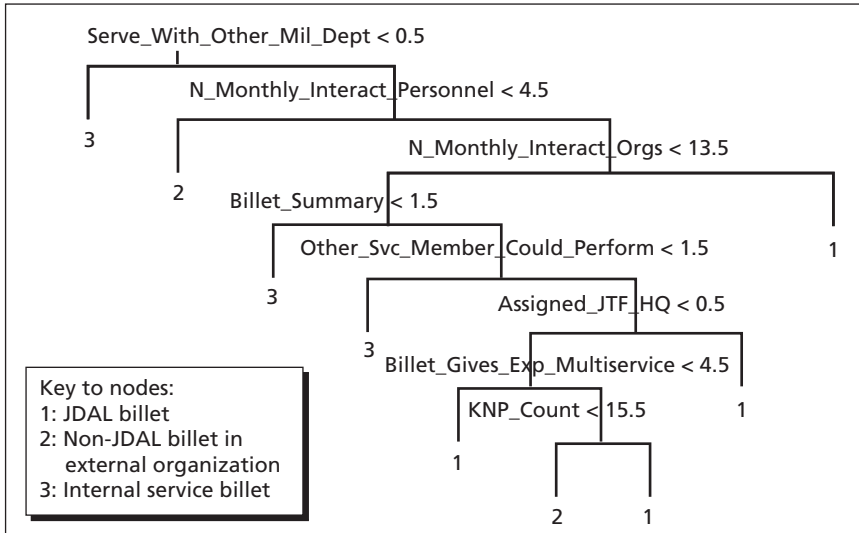 Serve_With_Other_Mil_Dept < 0.5
N_Monthly_Interact_Personnel < 4.5
3
N_Monthly_Interact_Orgs < 13.5
2
Billet_Summary < 1.5
Other_Svc_Member_Could_Perform < 1.5
1
3
Assigned_JTF_HQ < 0.5
3
Billet_Gives_Exp_Multiservice < 4.5
KNP_Count < 15.5
1
1
2
1
Key to nodes:
1: JDAL billet
2: Non-JDAL billet in
external organization
3: Internal service billet